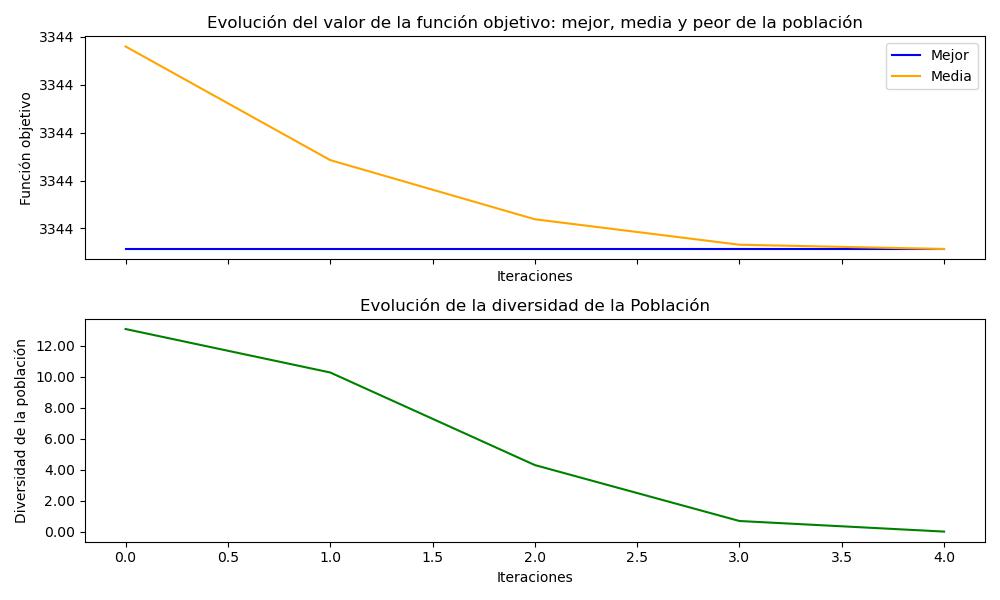 Evolución del valor de la función objetivo: mejor, media y peor de la población
3344
3344
3344
3344
3344
Función objetivo
Mejor
Media
Iteraciones
Evolución de la diversidad de la Población
12.00
10.00
8.00
6.00
4.00
2.00
0.00
Diversidad de la población
0.0 0.5 1.0 1.5 2.0 2.5 3.0 3.5 4.0
Iteraciones